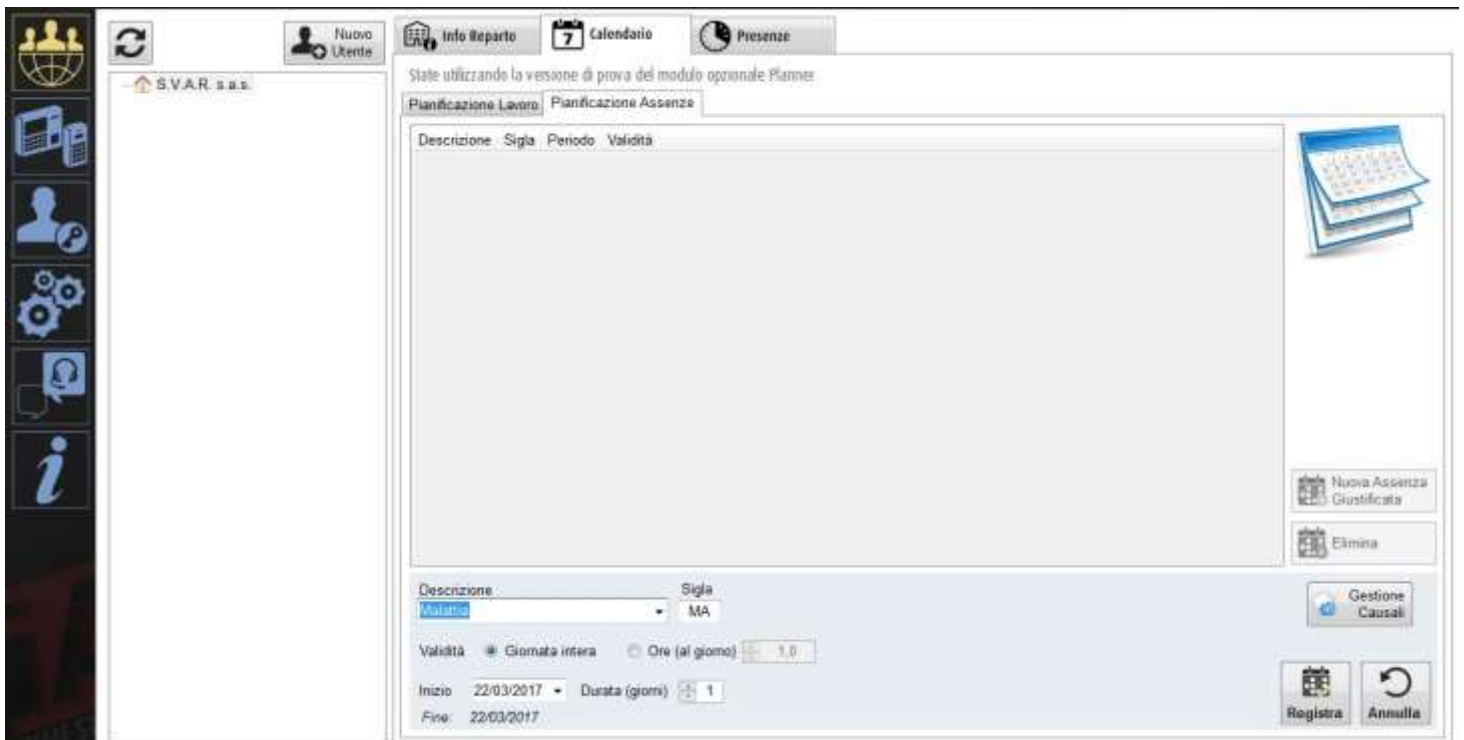 Nuovo
Utente
S.V.A.R. s.a.s.
Info Reparto
7 Calendario
Presenze
State utilizzando la versione di prova del modulo opzionale Planner
Pianificazione Lavoro Pianificazione Assenze
Descrizione Sigla Periodo Validità
Nuova Assenza
Giustificata
Elimina
Descrizione Sigla
Malattia MA
Gestione
Causali
Validità Giornata intera Ore (al giorno) 1,0
Inizio 22/03/2017 Durata (giorni) 1
Fine: 22/03/2017
Registra Annulla